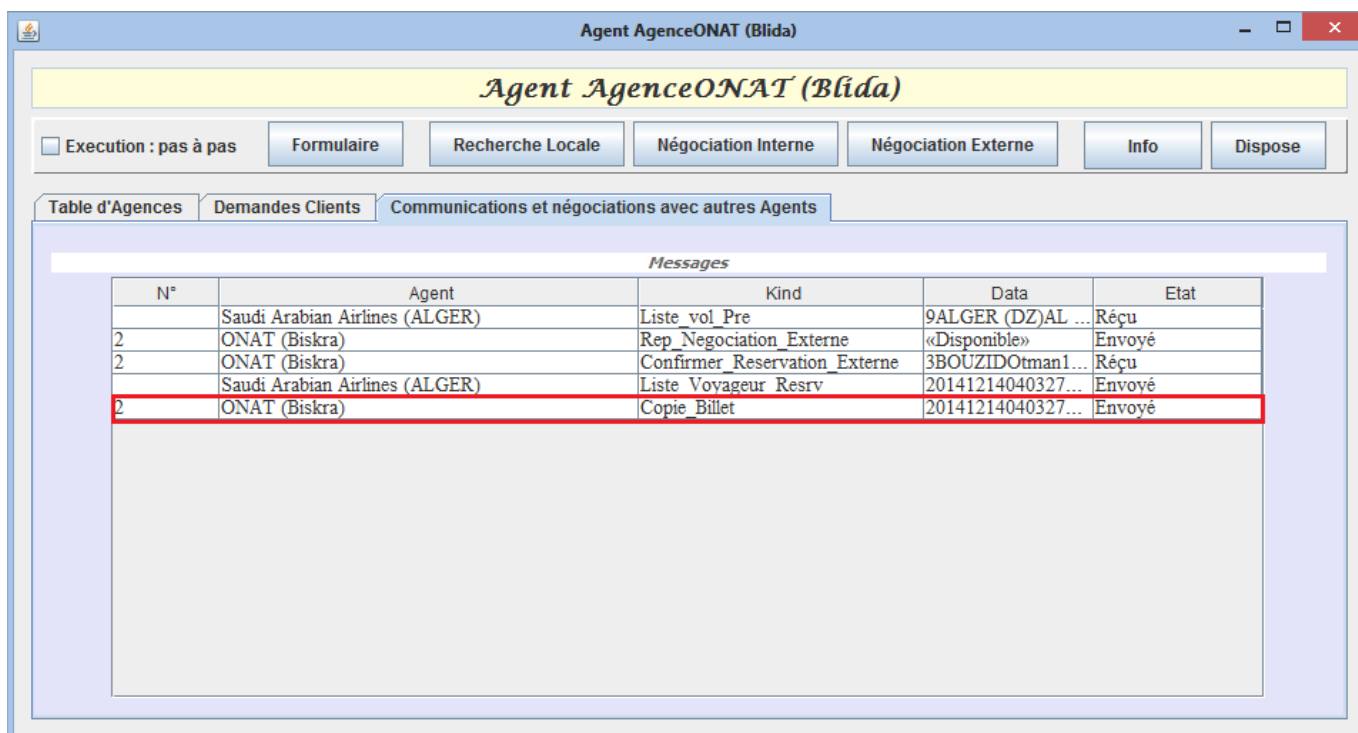 Agent AgenceONAT (Blida)
Agent AgenceONAT (Blida)
Execution : pas à pas Formulaire Recherche Locale Négociation Interne Négociation Externe Info Dispose
Table d'Agences Demandes Clients Communications et négociations avec autres Agents
Messages
N° Agent Kind Data Etat
Saudi Arabian Airlines (ALGER) Liste_vol_Pre 9ALGER (DZ)AL ... Réçu
2 ONAT (Biskra) Rep_Negociation_Externe «Disponible» Envoyé
2 ONAT (Biskra) Confirmer_Reservation_Externe 3BOUZIDOtman1... Réçu
Saudi Arabian Airlines (ALGER) Liste_Voyageur_Resrv 20141214040327... Envoyé
2 ONAT (Biskra) Copie_Billet 20141214040327... Envoyé